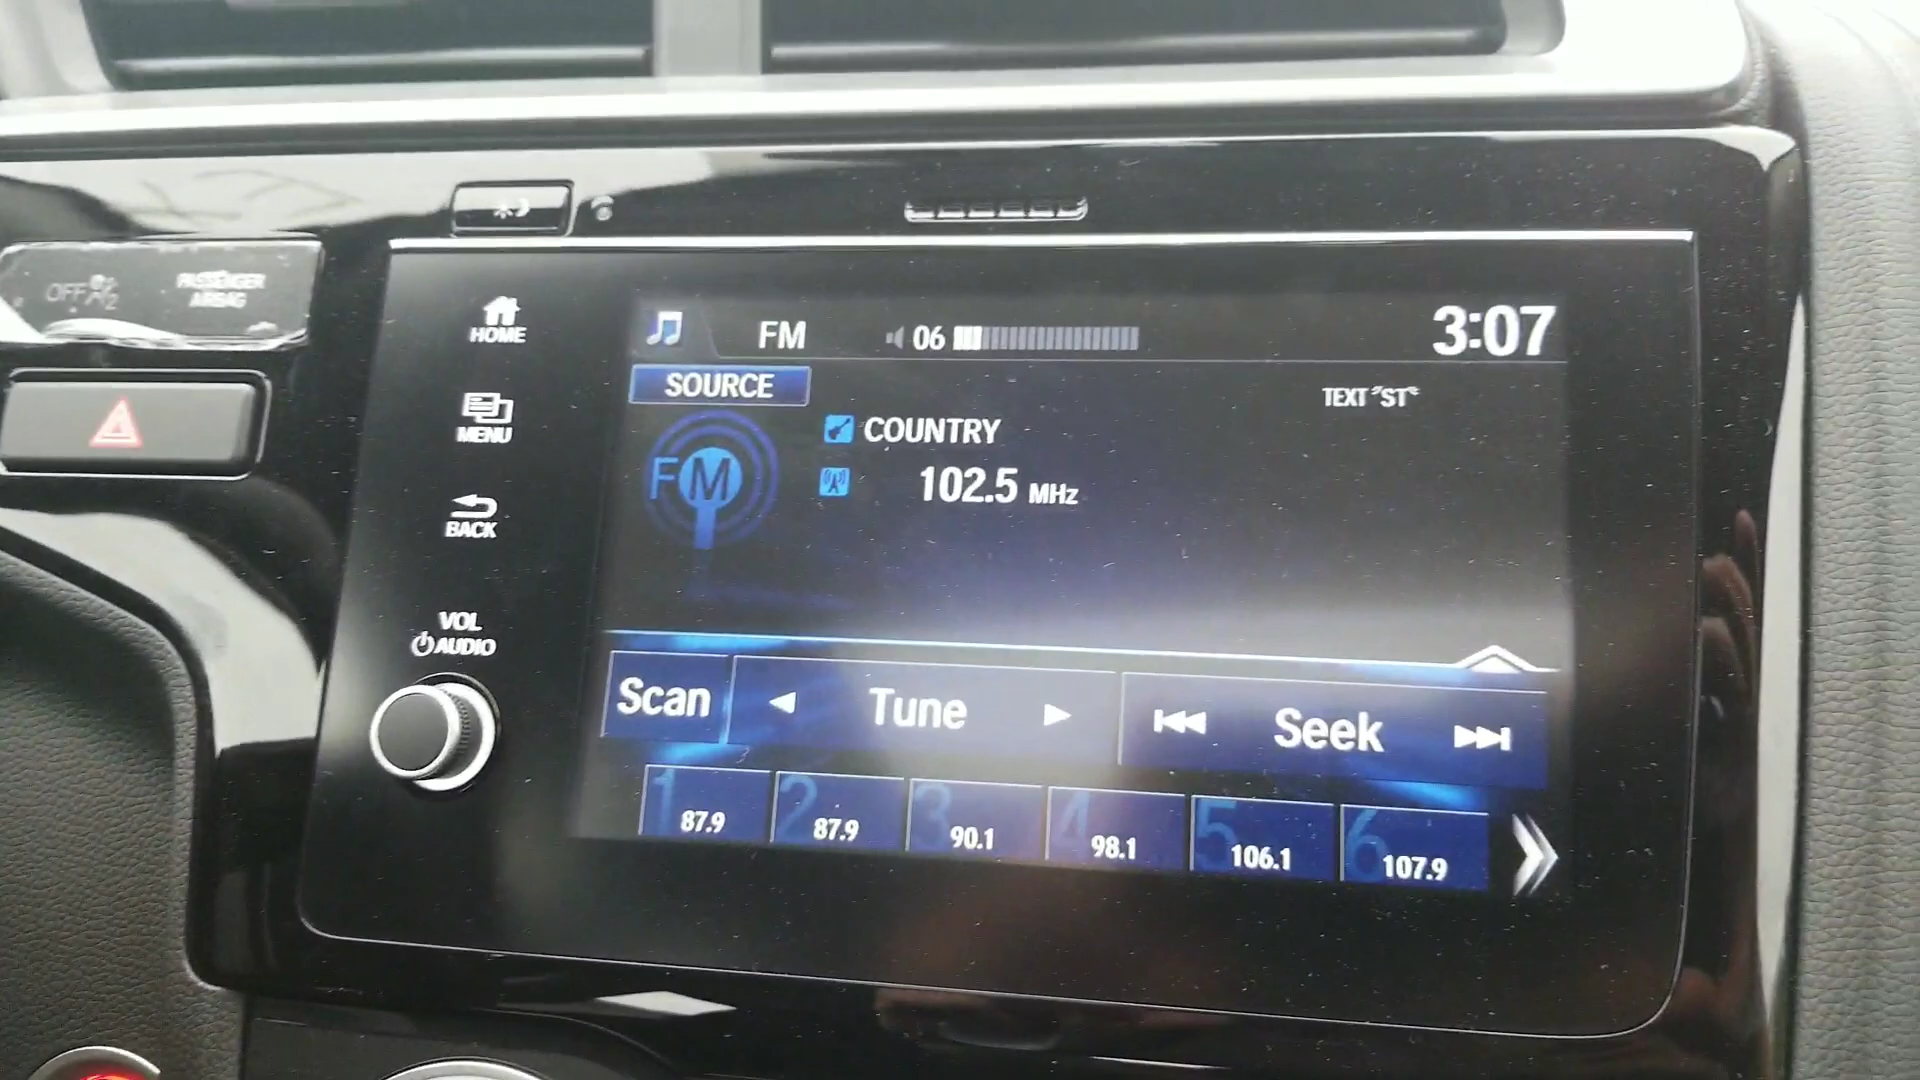 OFF
PASSENGER
AIRBAG
HOME
MENU
BACK
VOL
AUDIO
FM 06 3:07
SOURCE
TEXT "ST"
FM
COUNTRY
102.5 MHz
Scan Tune Seek
1 87.9
2 87.9
3 90.1
4 98.1
5 106.1
6 107.9